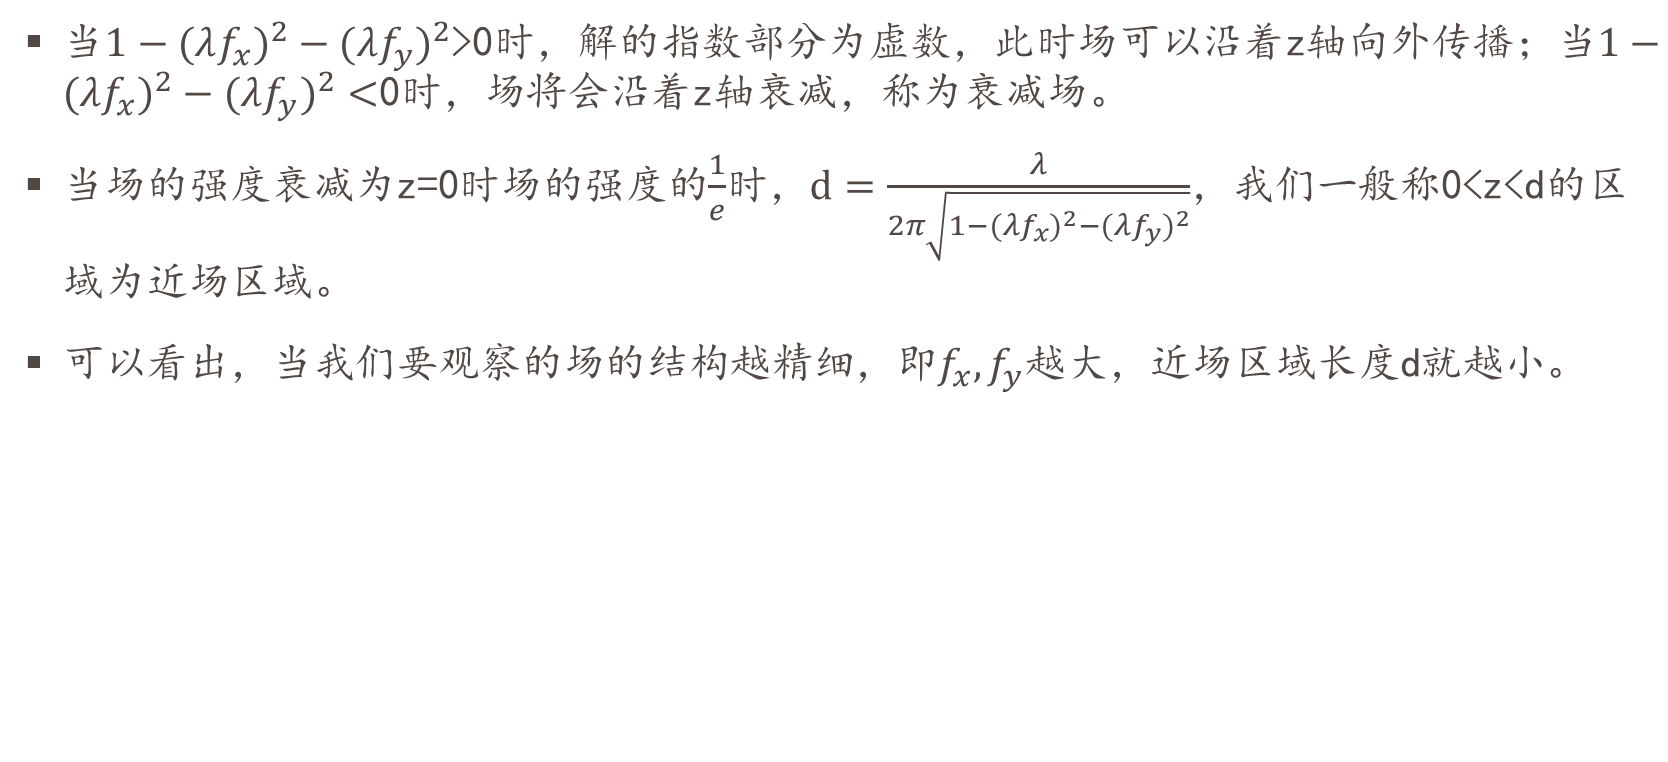 ▪ 当1 − (λfₓ)² − (λf_y)²>0时，解的指数部分为虚数，此时场可以沿着z轴向外传播；当1 −
(λfₓ)² − (λf_y)² <0时，场将会沿着z轴衰减，称为衰减场。
▪ 当场的强度衰减为z=0时场的强度的1/e时，d = λ/(2π√(1−(λfₓ)²−(λf_y)²))，我们一般称0<z<d的区
域为近场区域。
▪ 可以看出，当我们要观察的场的结构越精细，即fₓ, f_y越大，近场区域长度d就越小。